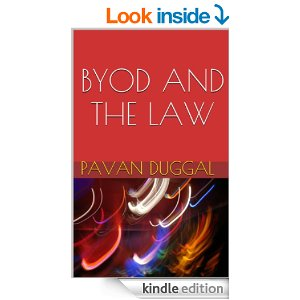 Look inside
BYOD AND
THE LAW
PAVAN DUGGAL
kindle edition